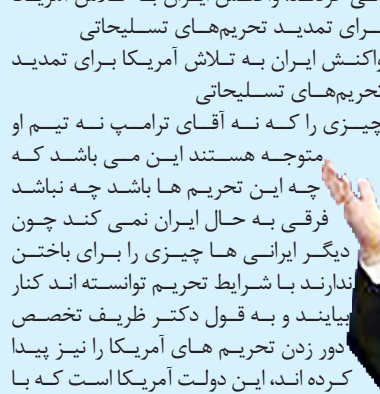 برای تمدید تحریم‌های تسلیحاتی
واکنش ایران به تلاش آمریکا برای تمدید
تحریم‌های تسلیحاتی
چیزی را که نه آقای ترامپ نه تیم او
متوجه هستند این می باشد که
چه این تحریم ها باشد چه نباشد
فرقی به حال ایران نمی کند چون
دیگر ایرانی ها چیزی را برای باختن
ندارند با شرایط تحریم توانسته اند کنار
بیایند و به قول دکتر ظریف تخصص
دور زدن تحریم های آمریکا را نیز پیدا
کرده اند، این دولت آمریکا است که با